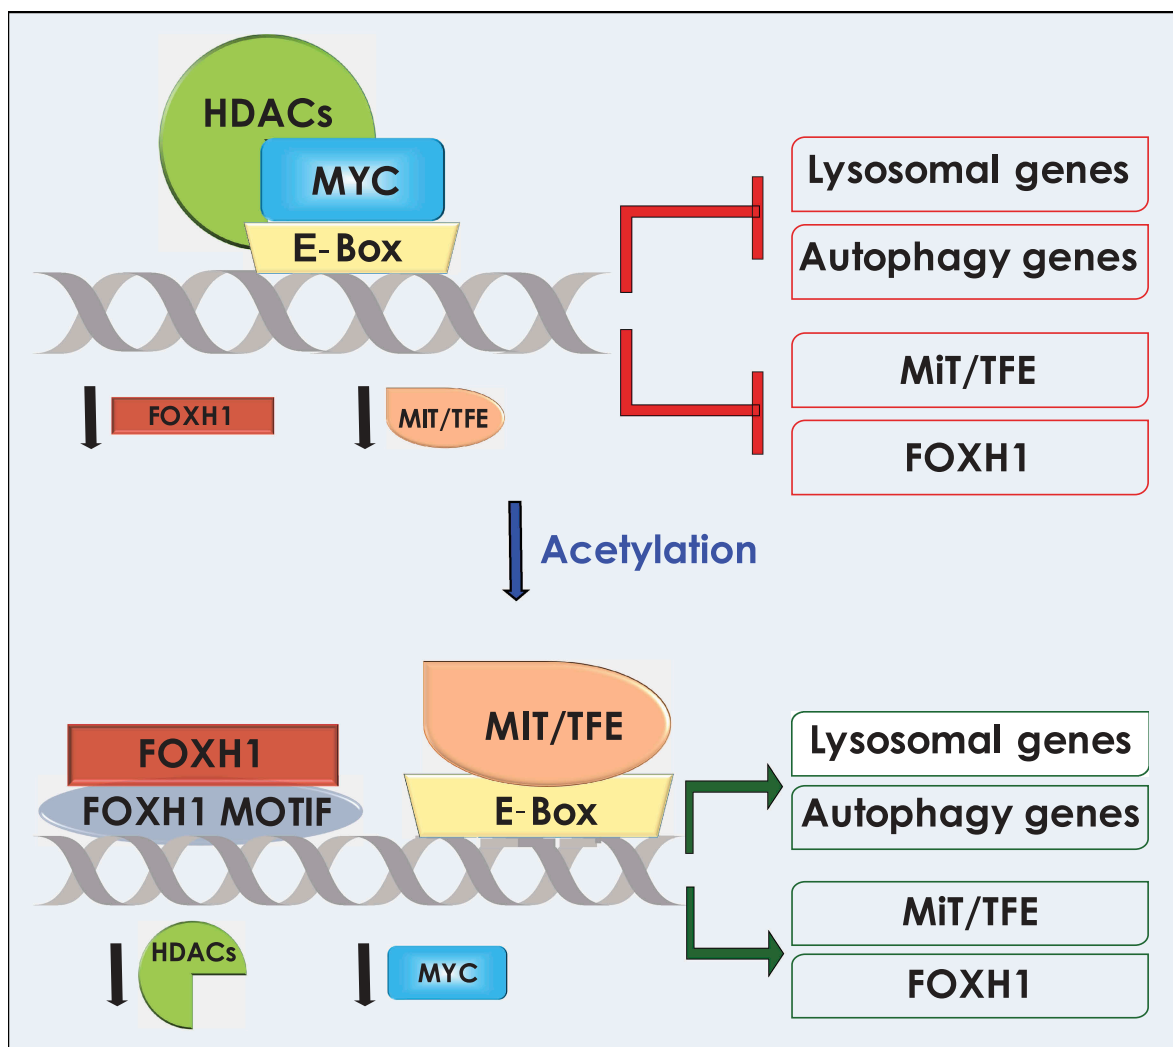 HDACs
MYC
E-Box
FOXH1
MIT/TFE
Lysosomal genes
Autophagy genes
MiT/TFE
FOXH1
Acetylation
FOXH1
FOXH1 MOTIF
MIT/TFE
E-Box
HDACs
MYC
Lysosomal genes
Autophagy genes
MiT/TFE
FOXH1